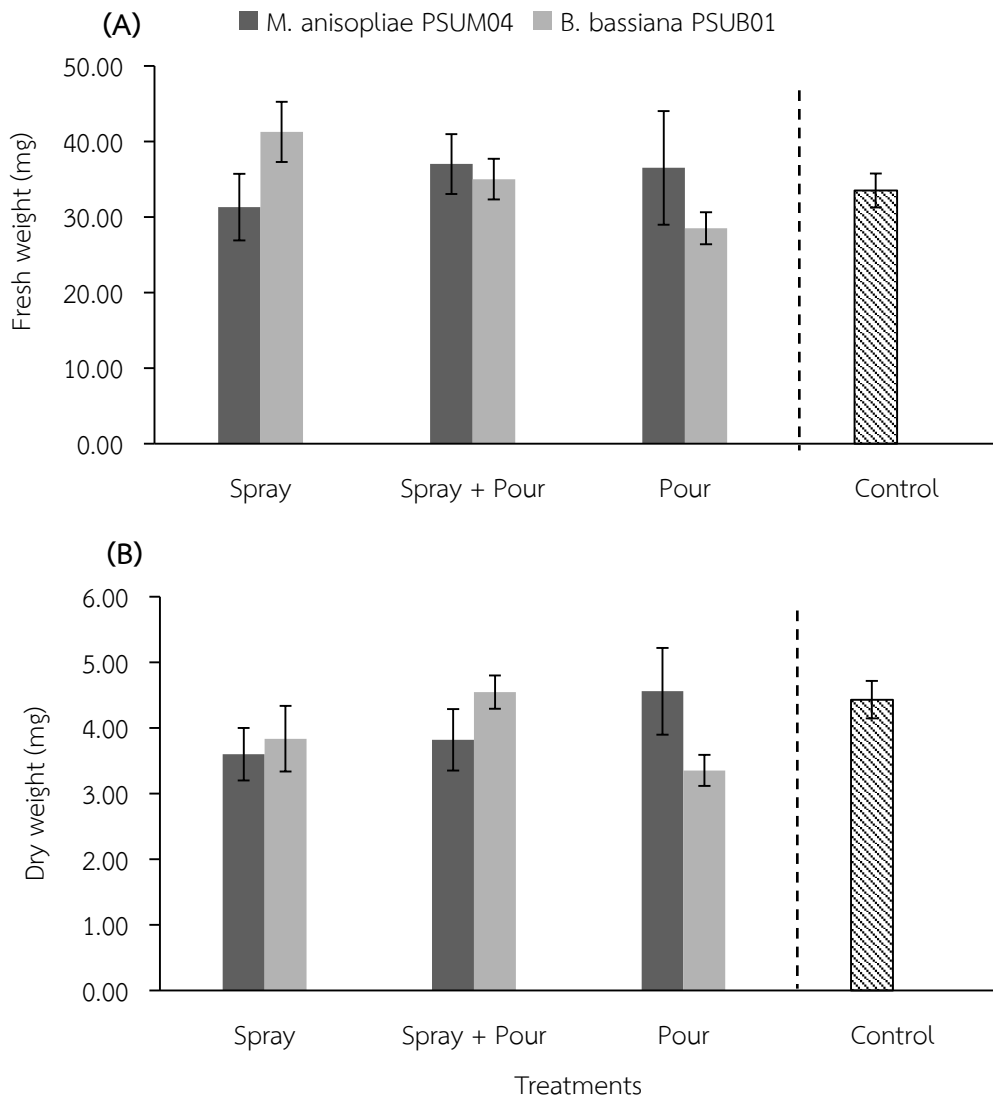 (A)
M. anisopliae PSUM04 B. bassiana PSUB01
Fresh weight (mg)
50.00
40.00
30.00
20.00
10.00
0.00
Spray Spray + Pour Pour Control
(B)
Dry weight (mg)
6.00
5.00
4.00
3.00
2.00
1.00
0.00
Spray Spray + Pour Pour Control
Treatments